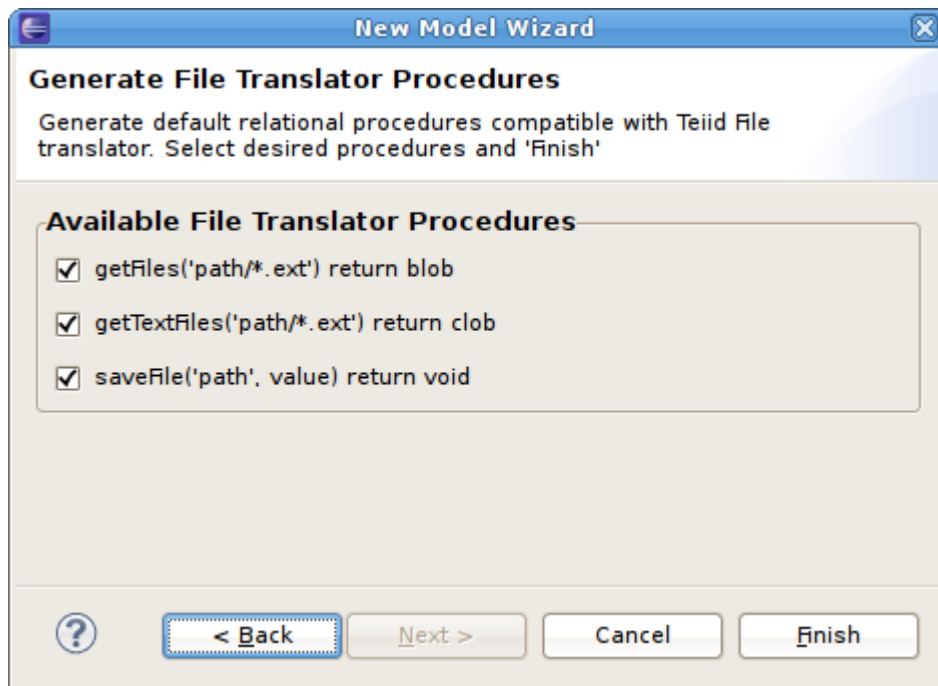 New Model Wizard
Generate File Translator Procedures
Generate default relational procedures compatible with Teiid File
translator. Select desired procedures and 'Finish'
Available File Translator Procedures
getFiles('path/*.ext') return blob
getTextFiles('path/*.ext') return clob
saveFile('path', value) return void
? < Back Next > Cancel Finish